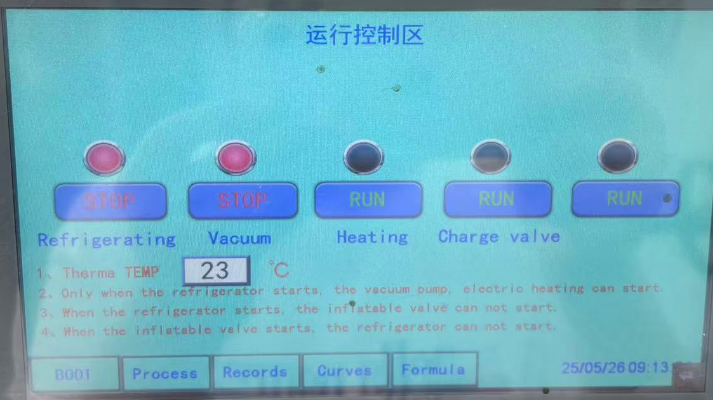 运行控制区
STOP STOP RUN RUN RUN
Refrigerating Vacuum Heating Charge valve
1、Therma TEMP 23 ℃
2、Only when the refrigerator starts, the vacuum pump, electric heating can start.
3、When the refrigerator starts, the inflatable valve can not start.
4、When the inflatable valve starts, the refrigerator can not start.
B001 Process Records Curves Formula 25/05/26 09:13